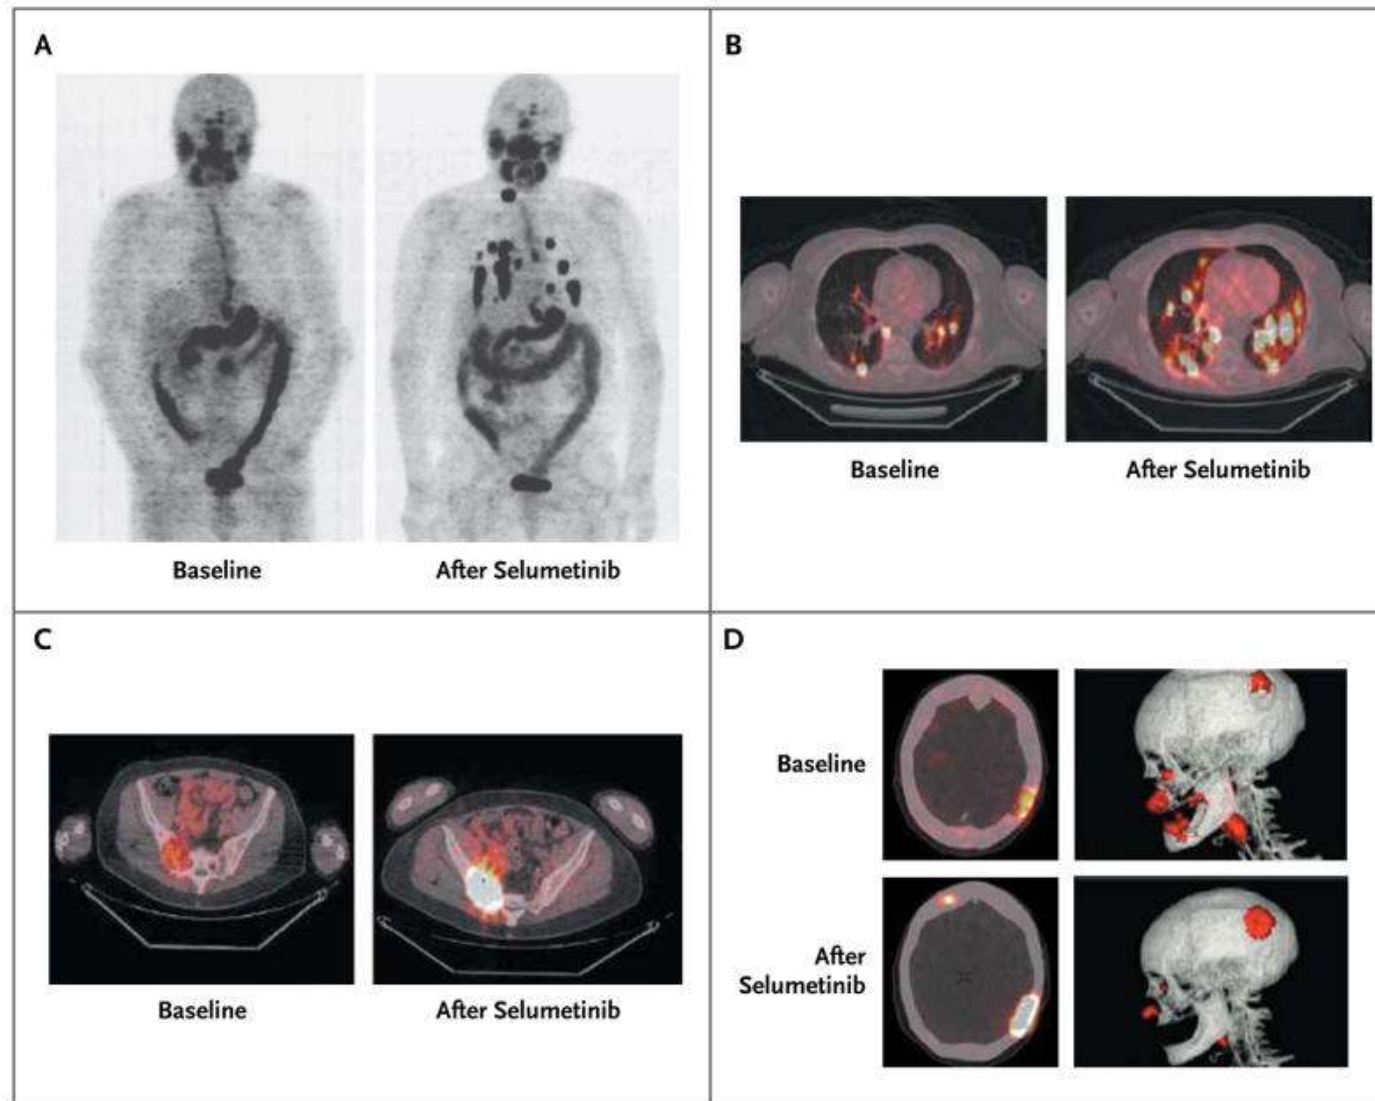 A
Baseline
After Selumetinib
B
Baseline
After Selumetinib
C
Baseline
After Selumetinib
D
Baseline
After
Selumetinib